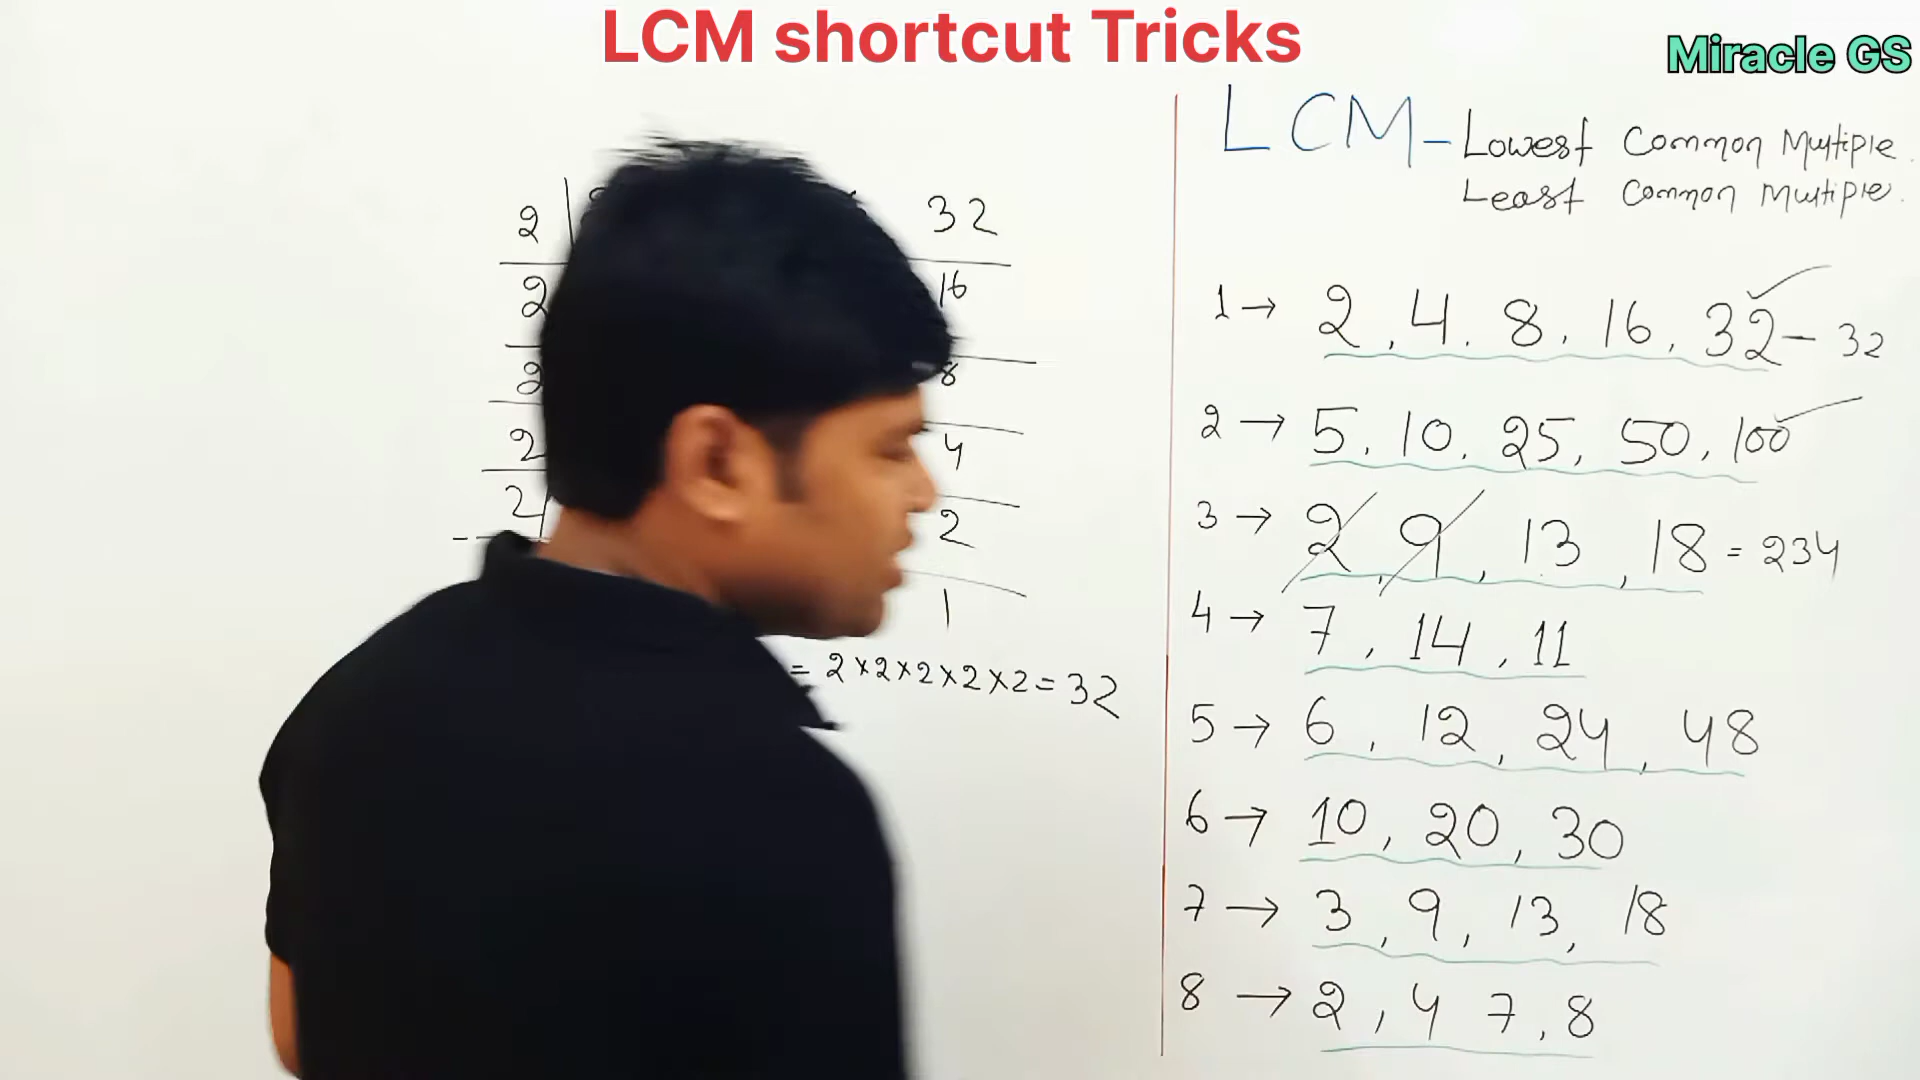 LCM shortcut Tricks
Miracle GS
LCM - Lowest Common Multiple.
Least Common Multiple.
2 32
2 16
2 8
2 4
2 2
1
= 2×2×2×2×2 = 32
1 → 2, 4, 8, 16, 32 - 32
2 → 5, 10, 25, 50, 100
3 → 2, 9, 13, 18 = 234
4 → 7, 14, 11
5 → 6, 12, 24, 48
6 → 10, 20, 30
7 → 3, 9, 13, 18
8 → 2, 4 7, 8